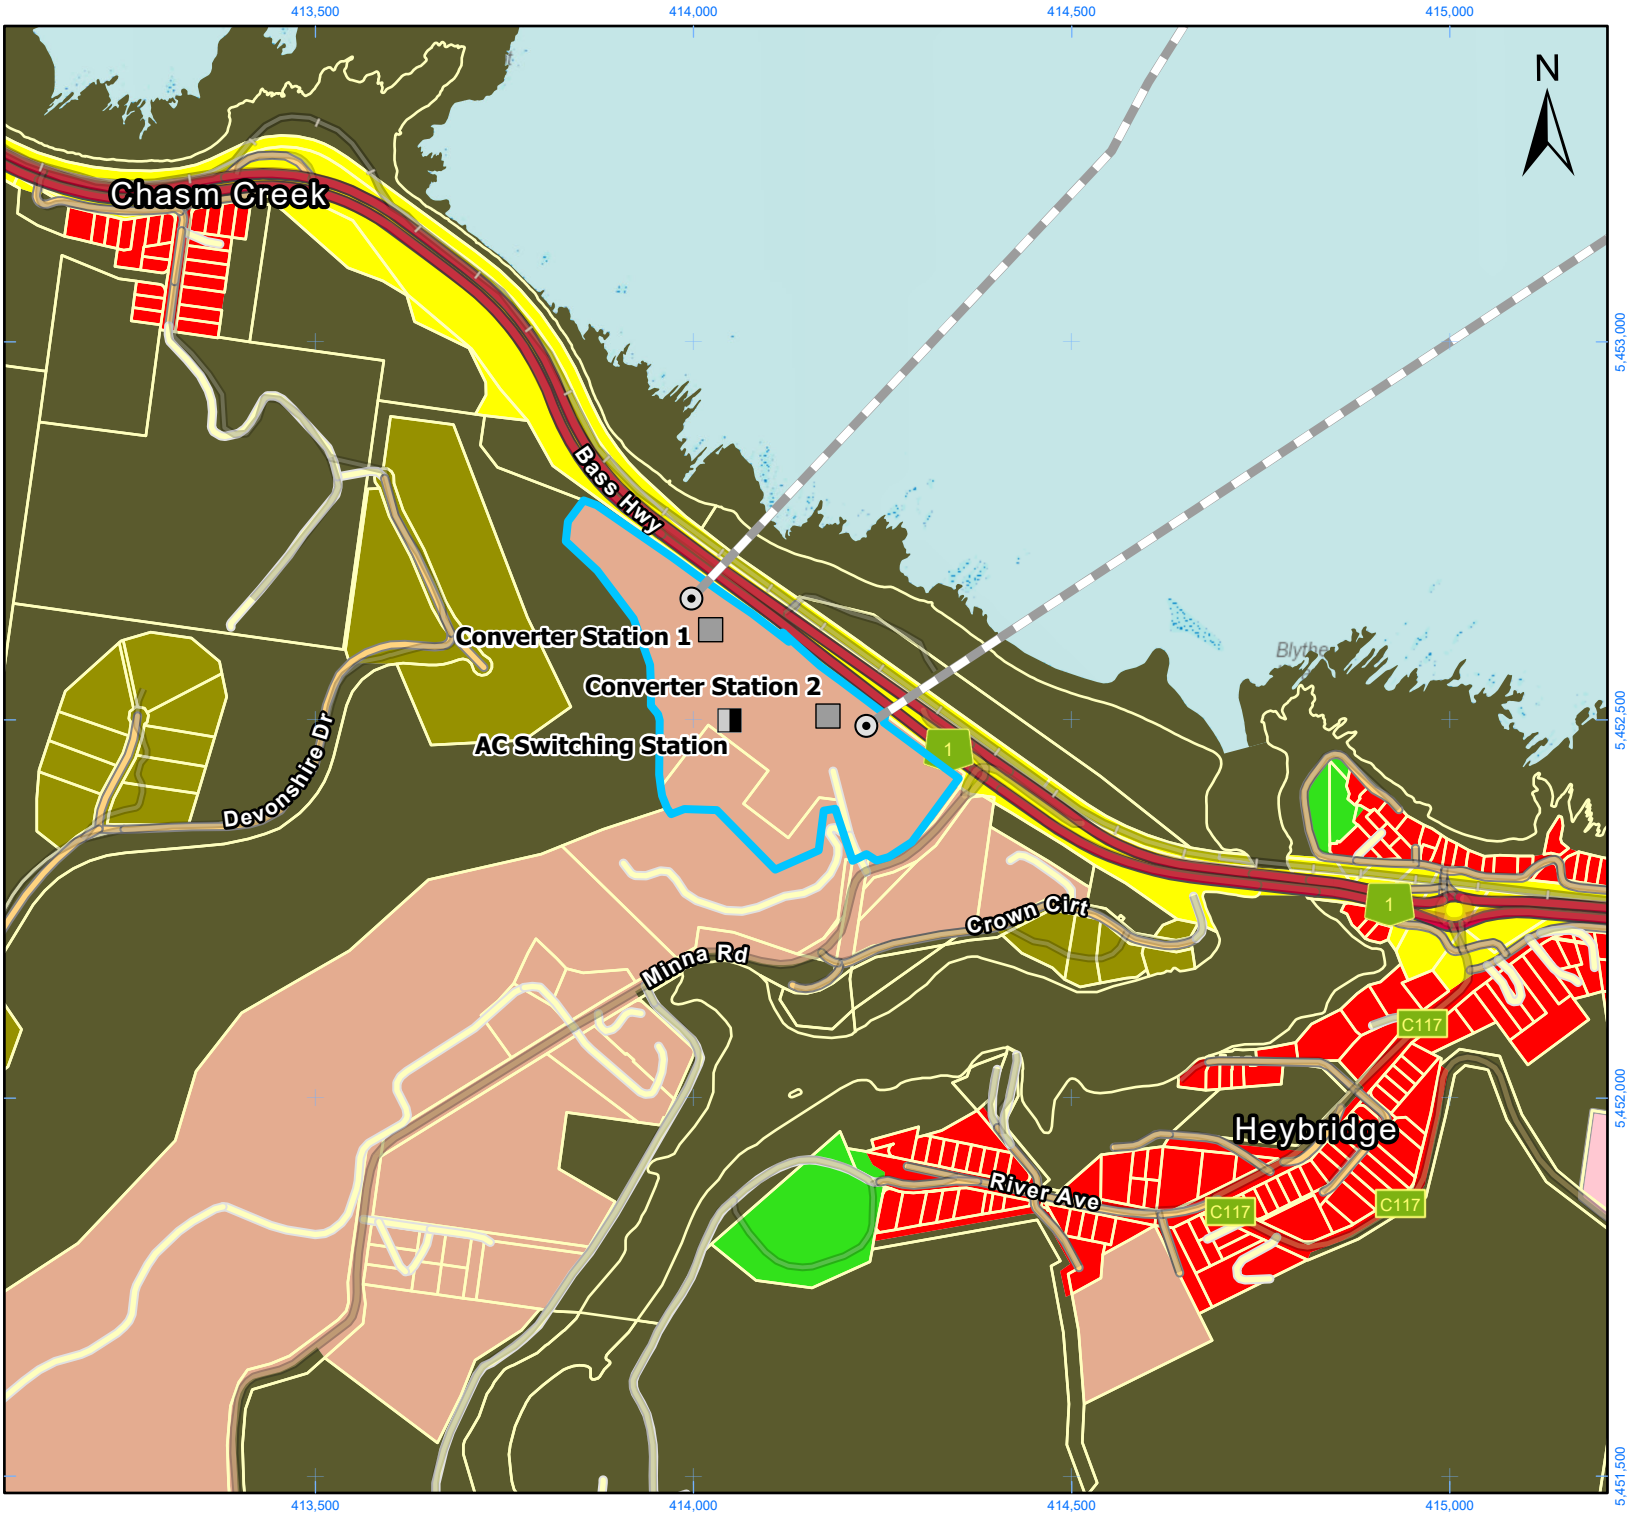 413,500
414,000
414,500
415,000
N
Chasm Creek
5,453,000
Bass Hwy
Converter Station 1
Blythe
Converter Station 2
5,452,500
AC Switching Station
1
Devonshire Dr
1
Crown Cirt
Minna Rd
C117
5,452,000
Heybridge
River Ave
C117
C117
5,451,500
413,500
414,000
414,500
415,000